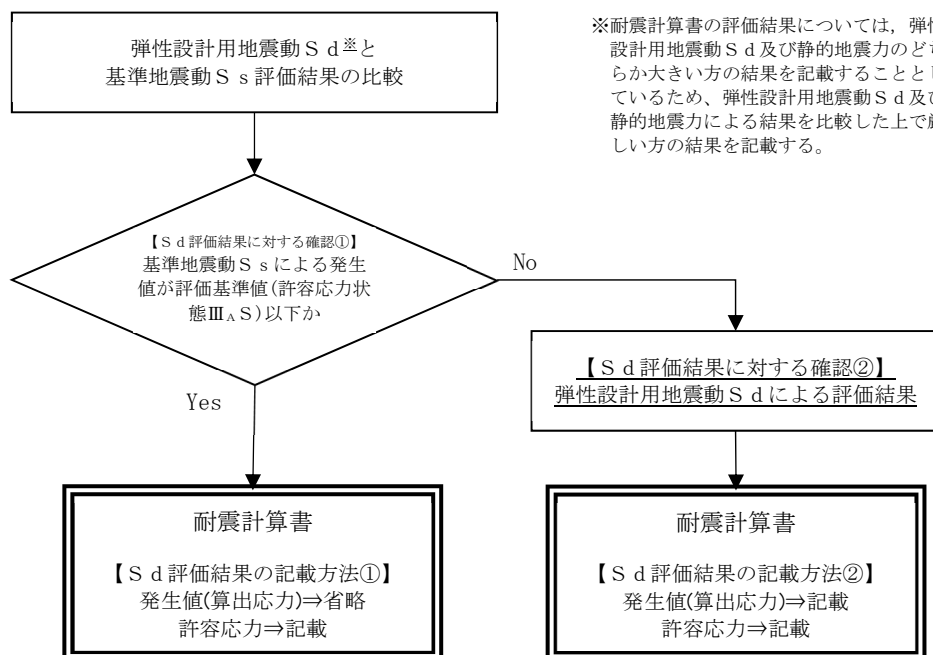 弾性設計用地震動Ｓｄ※と
基準地震動Ｓｓ評価結果の比較
※耐震計算書の評価結果については，弾
設計用地震動Ｓｄ及び静的地震力のど
らか大きい方の結果を記載することと
ているため、弾性設計用地震動Ｓｄ及
静的地震力による結果を比較した上で
しい方の結果を記載する。
【Ｓｄ評価結果に対する確認①】
基準地震動Ｓｓによる発生
値が評価基準値(許容応力状
態ⅢAＳ)以下か
No
Yes
【Ｓｄ評価結果に対する確認②】
弾性設計用地震動Ｓｄによる評価結果
耐震計算書
【Ｓｄ評価結果の記載方法①】
発生値(算出応力)⇒省略
許容応力⇒記載
耐震計算書
【Ｓｄ評価結果の記載方法②】
発生値(算出応力)⇒記載
許容応力⇒記載